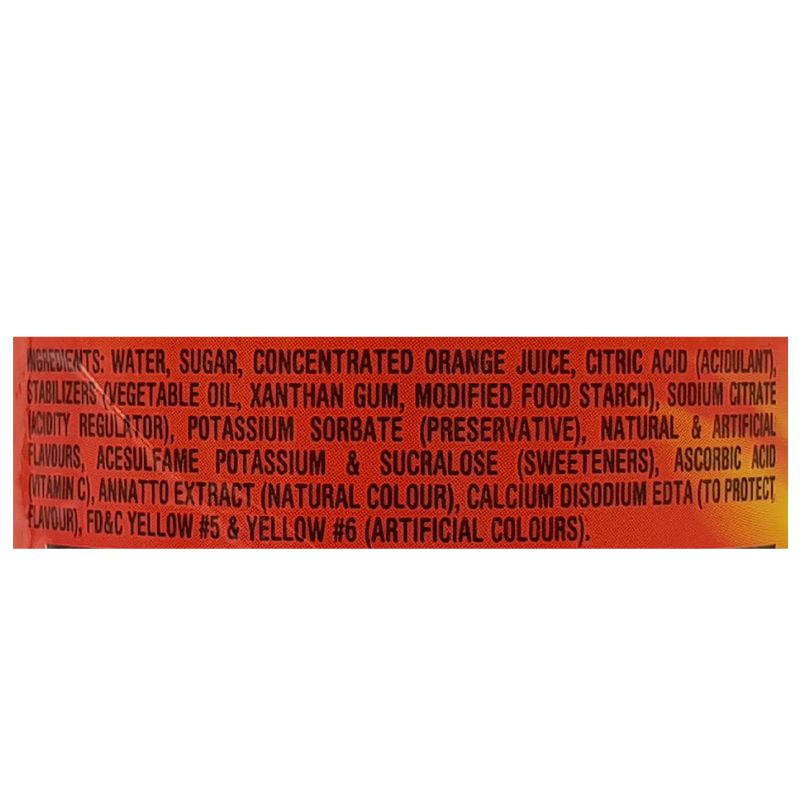 INGREDIENTS: WATER, SUGAR, CONCENTRATED ORANGE JUICE, CITRIC ACID (ACIDULANT),
STABILIZERS (VEGETABLE OIL, XANTHAN GUM, MODIFIED FOOD STARCH), SODIUM CITRATE
(ACIDITY REGULATOR), POTASSIUM SORBATE (PRESERVATIVE), NATURAL & ARTIFICIAL
FLAVOURS, ACESULFAME POTASSIUM & SUCRALOSE (SWEETENERS), ASCORBIC ACID
(VITAMIN C), ANNATTO EXTRACT (NATURAL COLOUR), CALCIUM DISODIUM EDTA (TO PROTECT
FLAVOUR), FD&C YELLOW #5 & YELLOW #6 (ARTIFICIAL COLOURS).